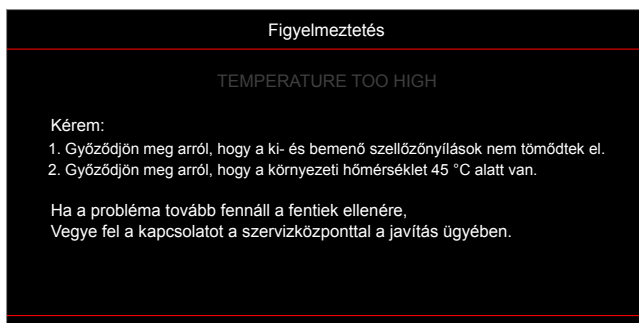 Figyelmeztetés
TEMPERATURE TOO HIGH
Kérem:
1. Győződjön meg arról, hogy a ki- és bemenő szellőzőnyílások nem tömődtek el.
2. Győződjön meg arról, hogy a környezeti hőmérséklet 45 °C alatt van.
Ha a probléma tovább fennáll a fentiek ellenére,
Vegye fel a kapcsolatot a szervizközponttal a javítás ügyében.